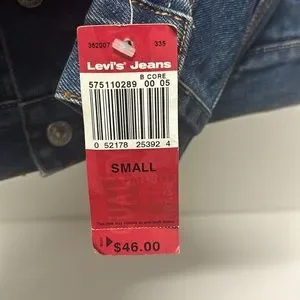 362007 335
Levi's® Jeans
B CORE
575110289 00 05
0 52178 25392 4
SMALL
$46.00